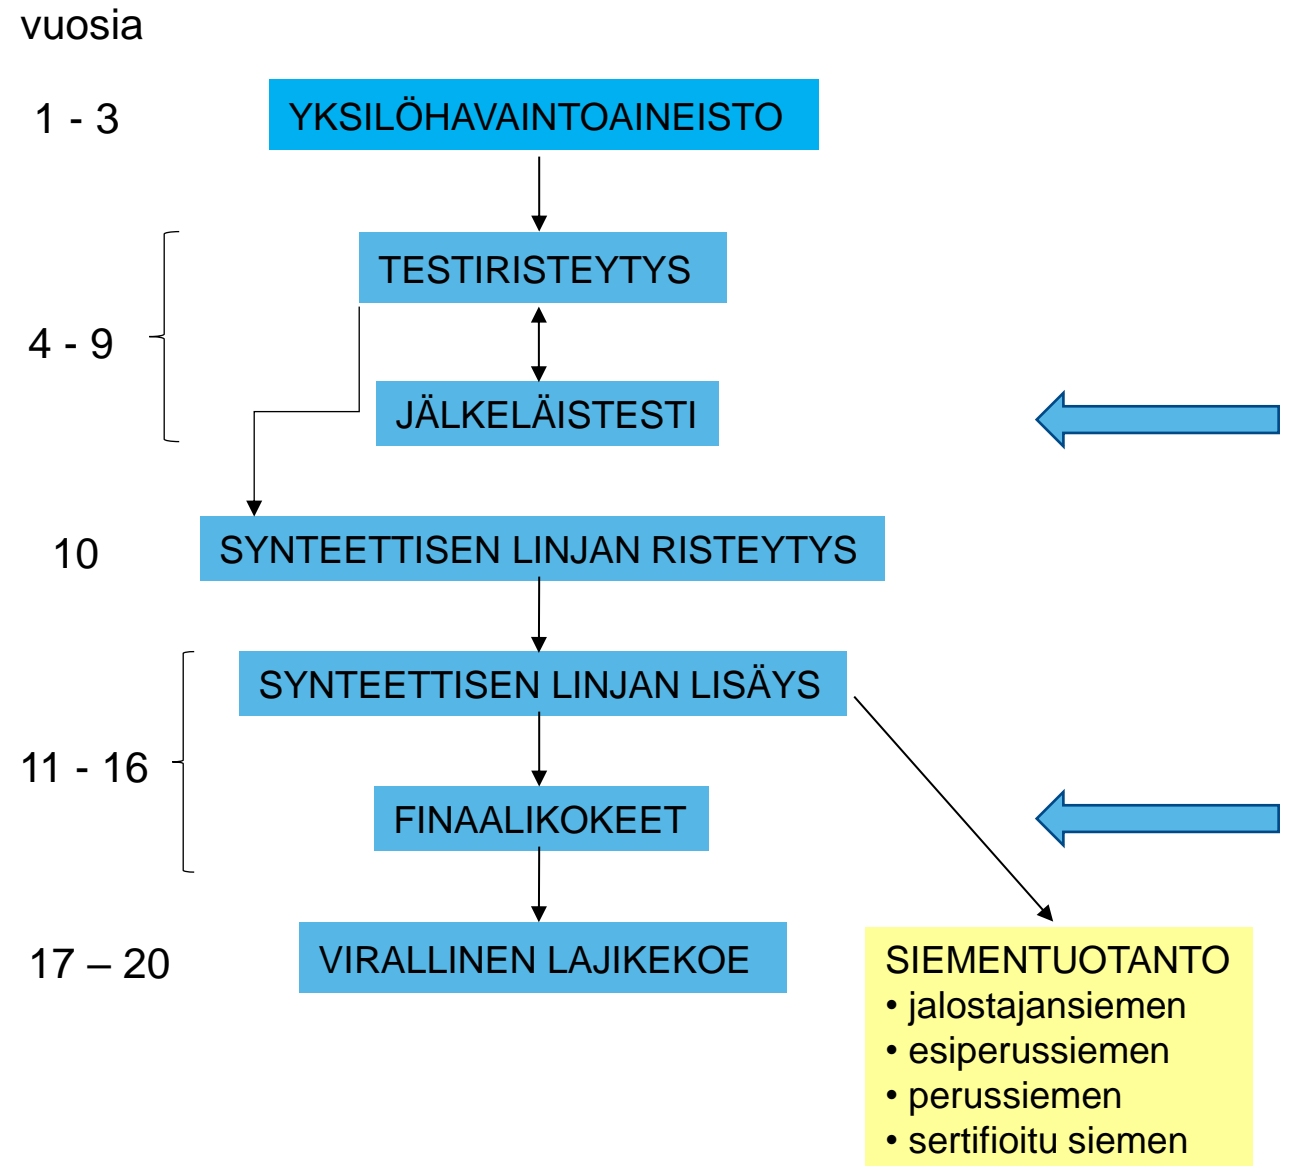 vuosia
1 - 3
YKSILÖHAVAINTOAINEISTO
TESTIRISTEYTYS
4 - 9
JÄLKELÄISTESTI
10
SYNTEETTISEN LINJAN RISTEYTYS
SYNTEETTISEN LINJAN LISÄYS
11 - 16
FINAALIKOKEET
17 – 20
VIRALLINEN LAJIKEKOE
SIEMENTUOTANTO
• jalostajansiemen
• esiperussiemen
• perussiemen
• sertifioitu siemen